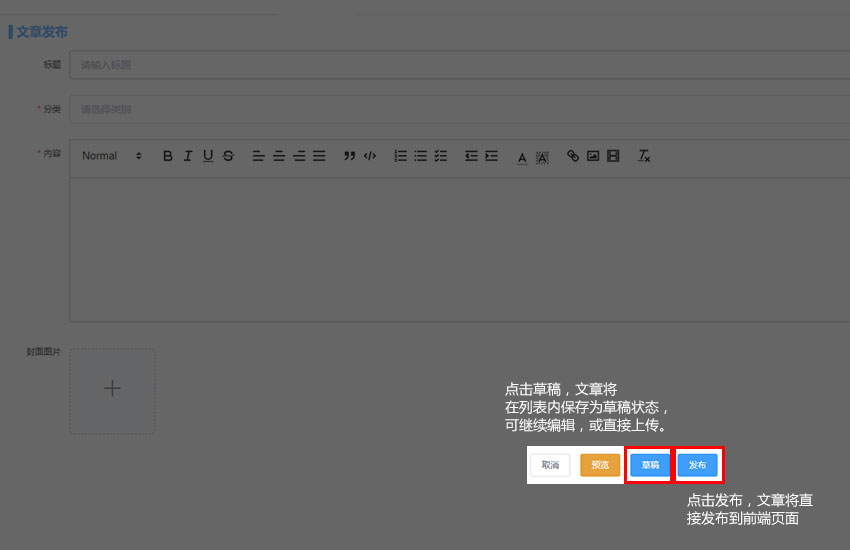 文章发布
标题 请输入标题
* 分类 请选择类别
* 内容 Normal
封面图片
点击草稿，文章将
在列表内保存为草稿状态，
可继续编辑，或直接上传。
取消 预览 草稿 发布
点击发布，文章将直
接发布到前端页面